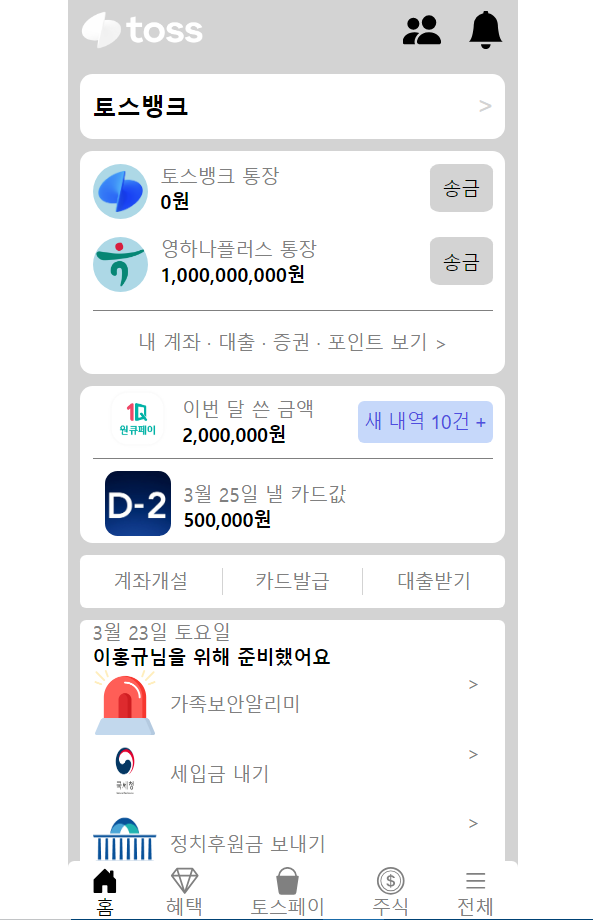 toss
토스뱅크 >
토스뱅크 통장
0원
송금
영하나플러스 통장
1,000,000,000원
송금
내 계좌 · 대출 · 증권 · 포인트 보기 >
1Q
원큐페이
이번 달 쓴 금액
2,000,000원
새 내역 10건 +
D-2
3월 25일 낼 카드값
500,000원
계좌개설
카드발급
대출받기
3월 23일 토요일
이홍규님을 위해 준비했어요
가족보안알리미 >
국세청
세입금 내기 >
정치후원금 보내기 >
홈
혜택
토스페이
주식
전체